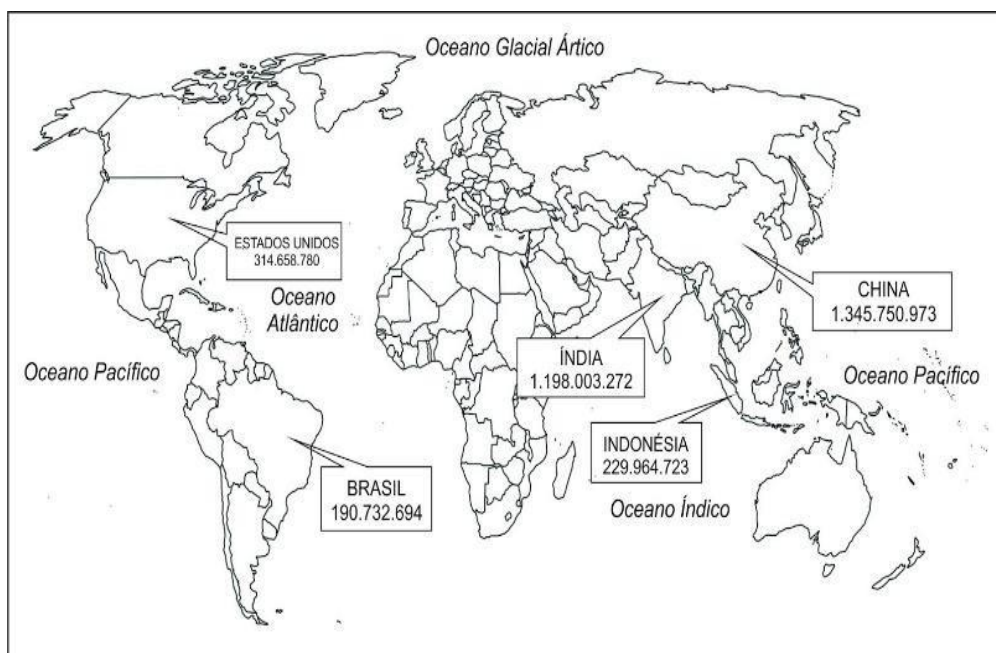 Oceano Glacial Ártico
ESTADOS UNIDOS
314.658.780
Oceano
Atlântico
CHINA
1.345.750.973
ÍNDIA
1.198.003.272
Oceano Pacífico
Oceano Pacífico
INDONÉSIA
229.964.723
BRASIL
190.732.694
Oceano Índico